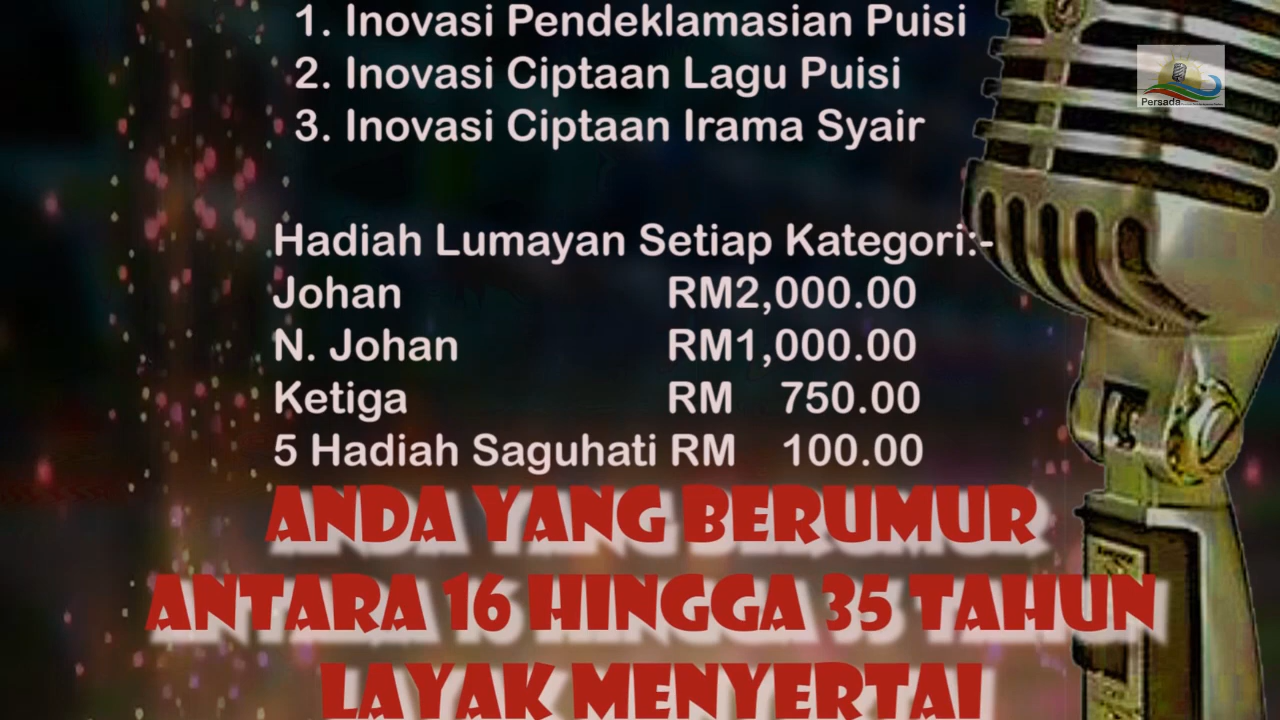 1. Inovasi Pendeklamasian Puisi
2. Inovasi Ciptaan Lagu Puisi
3. Inovasi Ciptaan Irama Syair
Persada
Hadiah Lumayan Setiap Kategori:-
Johan RM2,000.00
N. Johan RM1,000.00
Ketiga RM 750.00
5 Hadiah Saguhati RM 100.00
ANDA YANG BERUMUR
ANTARA 16 HINGGA 35 TAHUN
LAYAK MENYERTAI